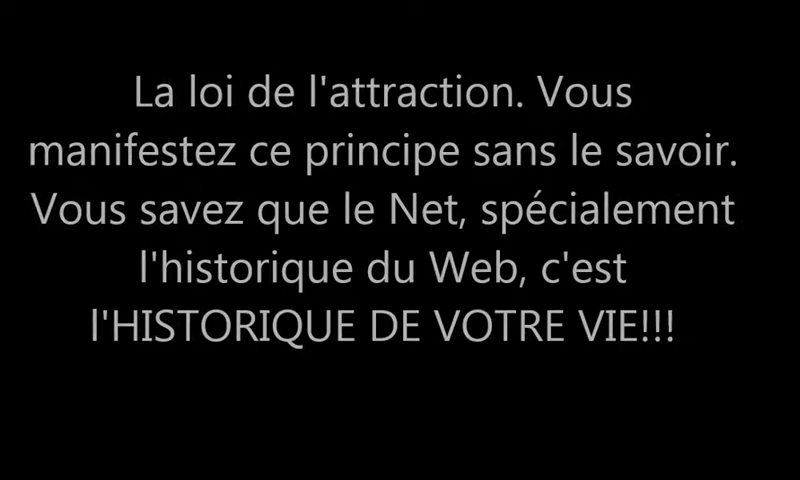 La loi de l'attraction. Vous
manifestez ce principe sans le savoir.
Vous savez que le Net, spécialement
l'historique du Web, c'est
l'HISTORIQUE DE VOTRE VIE!!!